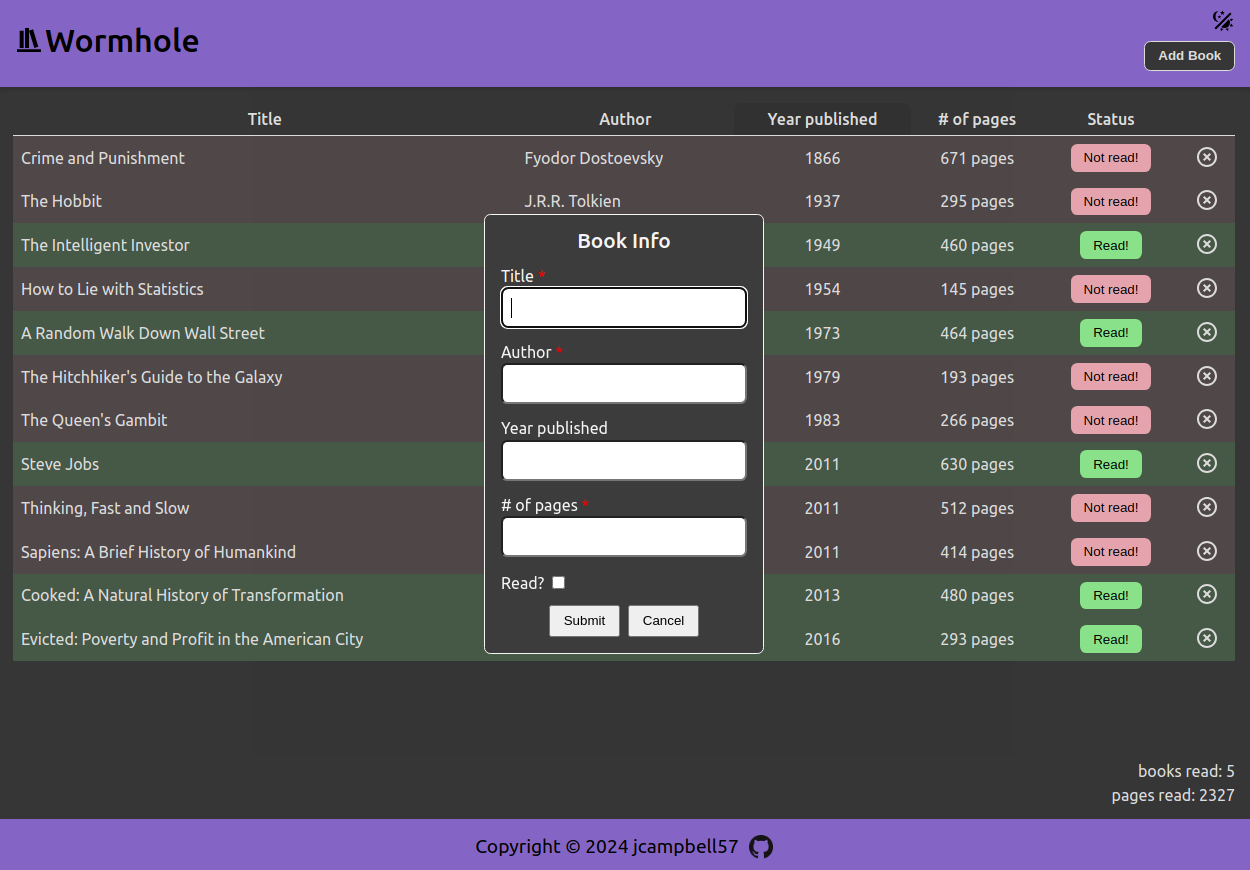 Wormhole
Add Book
Title Author Year published # of pages Status
Crime and Punishment Fyodor Dostoevsky 1866 671 pages Not read!
The Hobbit J.R.R. Tolkien 1937 295 pages Not read!
The Intelligent Investor 1949 460 pages Read!
How to Lie with Statistics 1954 145 pages Not read!
A Random Walk Down Wall Street 1973 464 pages Read!
The Hitchhiker's Guide to the Galaxy 1979 193 pages Not read!
The Queen's Gambit 1983 266 pages Not read!
Steve Jobs 2011 630 pages Read!
Thinking, Fast and Slow 2011 512 pages Not read!
Sapiens: A Brief History of Humankind 2011 414 pages Not read!
Cooked: A Natural History of Transformation 2013 480 pages Read!
Evicted: Poverty and Profit in the American City 2016 293 pages Read!
Book Info
Title *
Author *
Year published
# of pages *
Read?
Submit Cancel
books read: 5
pages read: 2327
Copyright © 2024 jcampbell57